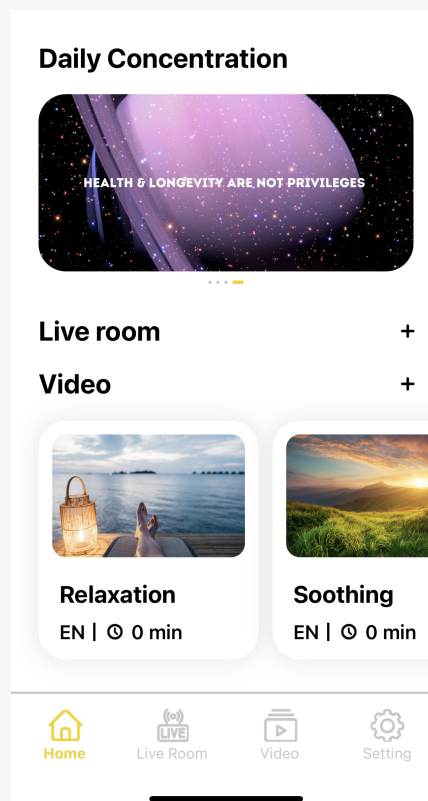 Daily Concentration
HEALTH & LONGEVITY ARE NOT PRIVILEGES
Live room +
Video +
Relaxation
EN | 0 min
Soothing
EN | 0 min
LIVE
Home
Live Room
Video
Setting